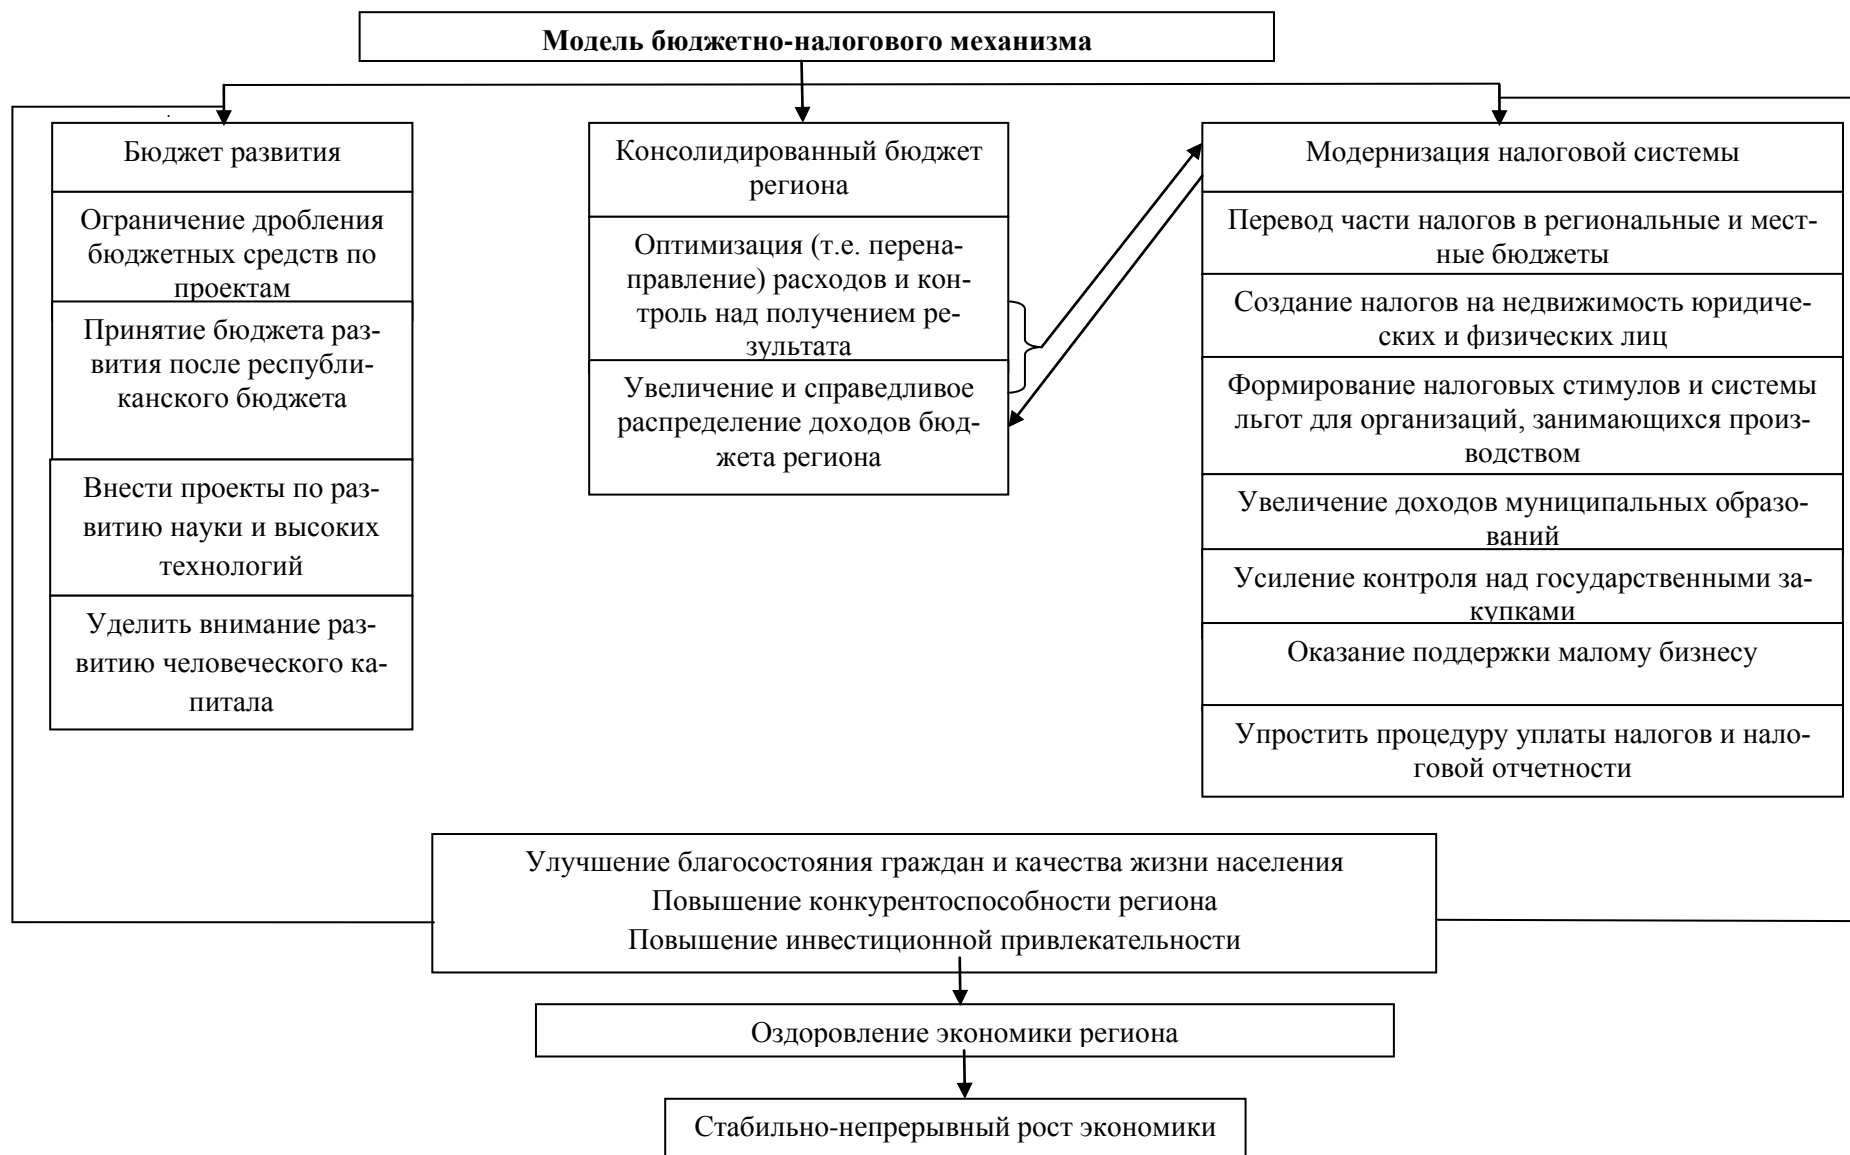 Модель бюджетно-налогового механизма
Бюджет развития
Ограничение дробления
бюджетных средств по
проектам
Принятие бюджета раз-
вития после республи-
канского бюджета
Внести проекты по раз-
витию науки и высоких
технологий
Уделить внимание раз-
витию человеческого ка-
питала
Консолидированный бюджет
региона
Оптимизация (т.е. перена-
правление) расходов и кон-
троль над получением ре-
зультата
Увеличение и справедливое
распределение доходов бюд-
жета региона
Модернизация налоговой системы
Перевод части налогов в региональные и мест-
ные бюджеты
Создание налогов на недвижимость юридиче-
ских и физических лиц
Формирование налоговых стимулов и системы
льгот для организаций, занимающихся произ-
водством
Увеличение доходов муниципальных образо-
ваний
Усиление контроля над государственными за-
купками
Оказание поддержки малому бизнесу
Упростить процедуру уплаты налогов и нало-
говой отчетности
Улучшение благосостояния граждан и качества жизни населения
Повышение конкурентоспособности региона
Повышение инвестиционной привлекательности
Оздоровление экономики региона
Стабильно-непрерывный рост экономики